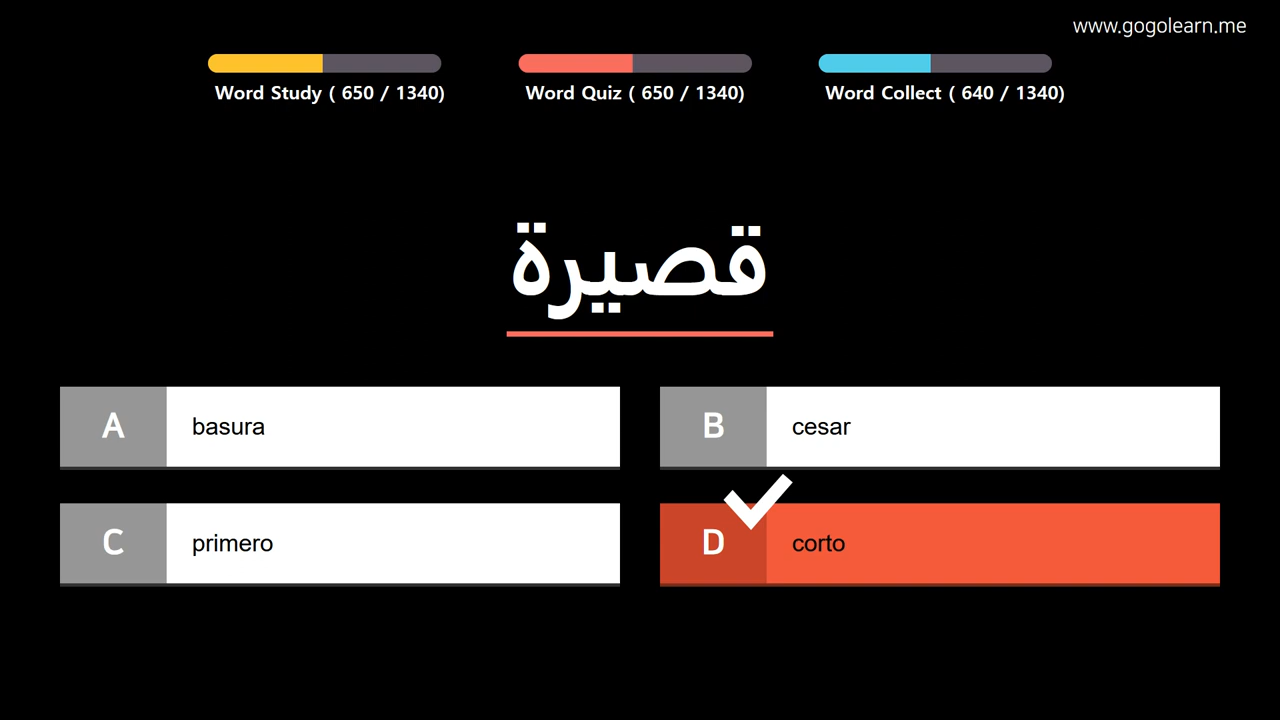 www.gogolearn.me
Word Study ( 650 / 1340)
Word Quiz ( 650 / 1340)
Word Collect ( 640 / 1340)
قصيرة
A basura
B cesar
C primero
D corto